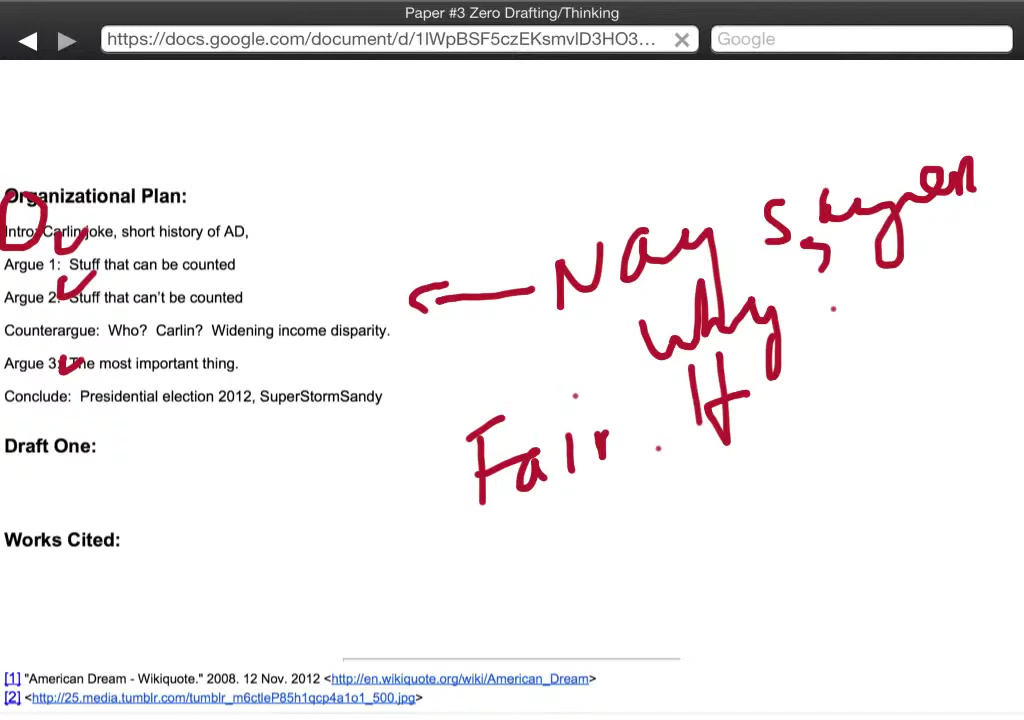 Paper #3 Zero Drafting/Thinking
https://docs.google.com/document/d/1lWpBSF5czEKsmvlD3HO3...
Google
Organizational Plan:
Intro: Carlin joke, short history of AD,
Argue 1: Stuff that can be counted
Argue 2: Stuff that can't be counted
Counterargue: Who? Carlin? Widening income disparity.
Argue 3: The most important thing.
Conclude: Presidential election 2012, SuperStormSandy
Nay
why
Fair.
Draft One:
Works Cited:
[1] "American Dream - Wikiquote." 2008. 12 Nov. 2012 <http://en.wikiquote.org/wiki/American_Dream>
[2] <http://25.media.tumblr.com/tumblr_m6ctleP85h1qcp4a1o1_500.jpg>